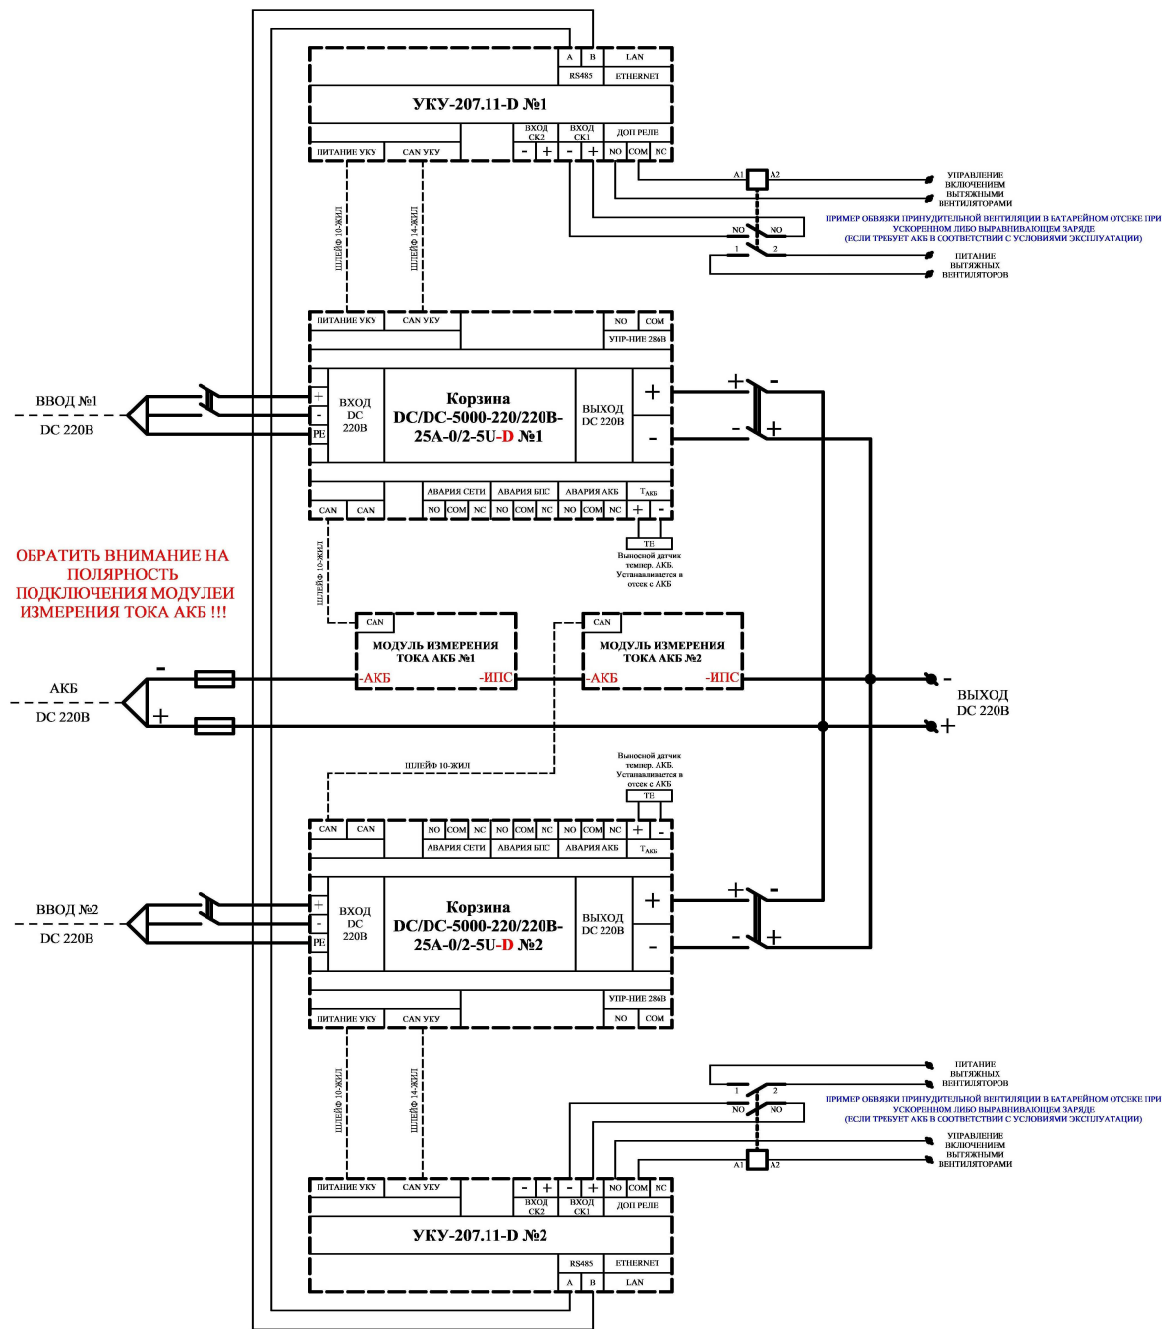 A B LAN
RS485 ETHERNET
УКУ-207.11-D №1
ВХОД СК2 ВХОД СК1 ДОП РЕЛЕ
- + - + NO COM NC
ПИТАНИЕ УКУ CAN УКУ
ШЛЕЙФ 10-ЖИЛ
ШЛЕЙФ 14-ЖИЛ
A1 A2
УПРАВЛЕНИЕ
ВКЛЮЧЕНИЕМ
ВЫТЯЖНЫМИ
ВЕНТИЛЯТОРАМИ
ПРИМЕР ОБВЯЗКИ ПРИНУДИТЕЛЬНОЙ ВЕНТИЛЯЦИИ В БАТАРЕЙНОМ ОТСЕКЕ ПРИ
УСКОРЕННОМ ЛИБО ВЫРАВНИВАЮЩЕМ ЗАРЯДЕ
(ЕСЛИ ТРЕБУЕТ АКБ В СООТВЕТСТВИИ С УСЛОВИЯМИ ЭКСПЛУАТАЦИИ)
NO NO
1 2
ПИТАНИЕ
ВЫТЯЖНЫХ
ВЕНТИЛЯТОРОВ
ПИТАНИЕ УКУ CAN УКУ NO COM
УПР-НИЕ 286В
ВВОД №1
DC 220В
+
-
PE
ВХОД
DC
220В
Корзина
DC/DC-5000-220/220В-
25А-0/2-5U-D №1
ВЫХОД
DC 220В
+
-
+ -
- +
АВАРИЯ СЕТИ АВАРИЯ БПС АВАРИЯ АКБ TАКБ
CAN CAN NO COM NC NO COM NC NO COM NC + -
TE
Выносной датчик
темпер. АКБ.
Устанавливается в
отсек с АКБ
ШЛЕЙФ 10-ЖИЛ
ОБРАТИТЬ ВНИМАНИЕ НА
ПОЛЯРНОСТЬ
ПОДКЛЮЧЕНИЯ МОДУЛЕЙ
ИЗМЕРЕНИЯ ТОКА АКБ !!!
CAN
МОДУЛЬ ИЗМЕРЕНИЯ
ТОКА АКБ №1
-АКБ -ИПС
CAN
МОДУЛЬ ИЗМЕРЕНИЯ
ТОКА АКБ №2
-АКБ -ИПС
АКБ
DC 220В
-
+
-
+
ВЫХОД
DC 220В
ШЛЕЙФ 10-ЖИЛ
Выносной датчик
темпер. АКБ.
Устанавливается в
отсек с АКБ
TE
CAN CAN NO COM NC NO COM NC NO COM NC + -
АВАРИЯ СЕТИ АВАРИЯ БПС АВАРИЯ АКБ TАКБ
ВВОД №2
DC 220В
+
-
PE
ВХОД
DC
220В
Корзина
DC/DC-5000-220/220В-
25А-0/2-5U-D №2
ВЫХОД
DC 220В
+
-
+ -
- +
УПР-НИЕ 286В
ПИТАНИЕ УКУ CAN УКУ NO COM
ШЛЕЙФ 10-ЖИЛ
ШЛЕЙФ 14-ЖИЛ
ПИТАНИЕ
ВЫТЯЖНЫХ
ВЕНТИЛЯТОРОВ
1 2
NO NO
ПРИМЕР ОБВЯЗКИ ПРИНУДИТЕЛЬНОЙ ВЕНТИЛЯЦИИ В БАТАРЕЙНОМ ОТСЕКЕ ПРИ
УСКОРЕННОМ ЛИБО ВЫРАВНИВАЮЩЕМ ЗАРЯДЕ
(ЕСЛИ ТРЕБУЕТ АКБ В СООТВЕТСТВИИ С УСЛОВИЯМИ ЭКСПЛУАТАЦИИ)
УПРАВЛЕНИЕ
ВКЛЮЧЕНИЕМ
ВЫТЯЖНЫМИ
ВЕНТИЛЯТОРАМИ
A1 A2
ПИТАНИЕ УКУ CAN УКУ - + - + NO COM NC
ВХОД СК2 ВХОД СК1 ДОП РЕЛЕ
УКУ-207.11-D №2
RS485 ETHERNET
A B LAN